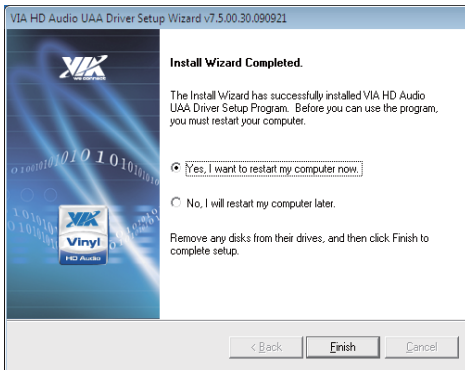 VIA HD Audio UAA Driver Setup Wizard v7.5.00.30.090921
VIA
we connect
Install Wizard Completed.
The Install Wizard has successfully installed VIA HD Audio
UAA Driver Setup Program. Before you can use the program,
you must restart your computer.
Yes, I want to restart my computer now.
No, I will restart my computer later.
Remove any disks from their drives, and then click Finish to
complete setup.
VIA
Vinyl
HD Audio
< Back
Finish
Cancel